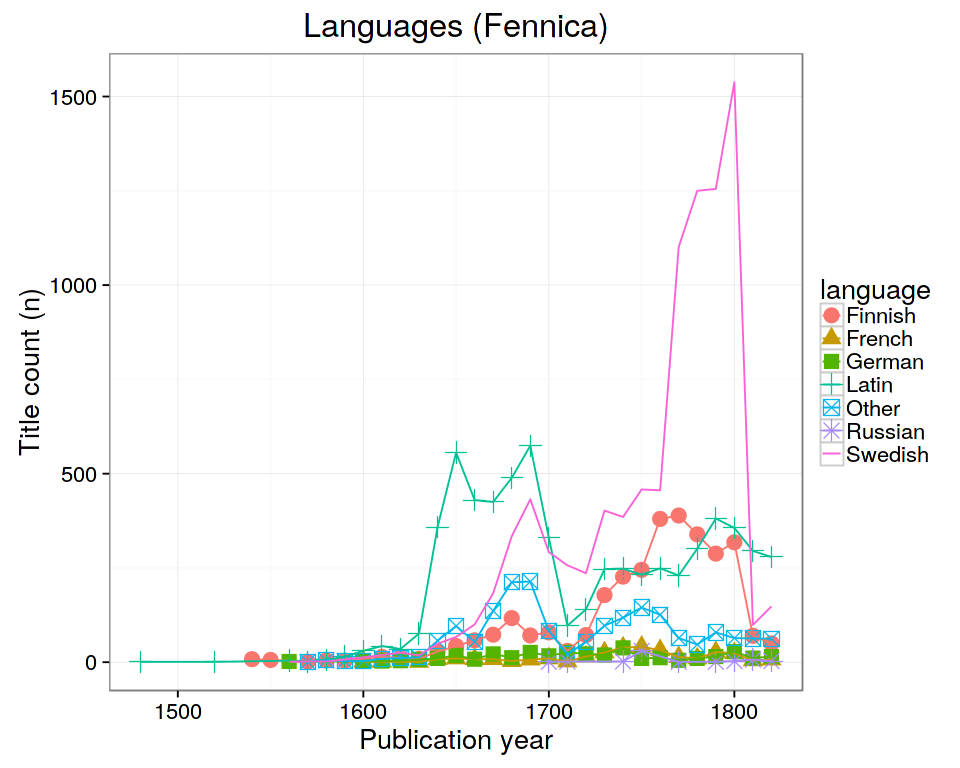 Languages (Fennica)
Title count (n)
1500
1000
500
0
1500
1600
1700
1800
Publication year
language
Finnish
French
German
Latin
Other
Russian
Swedish